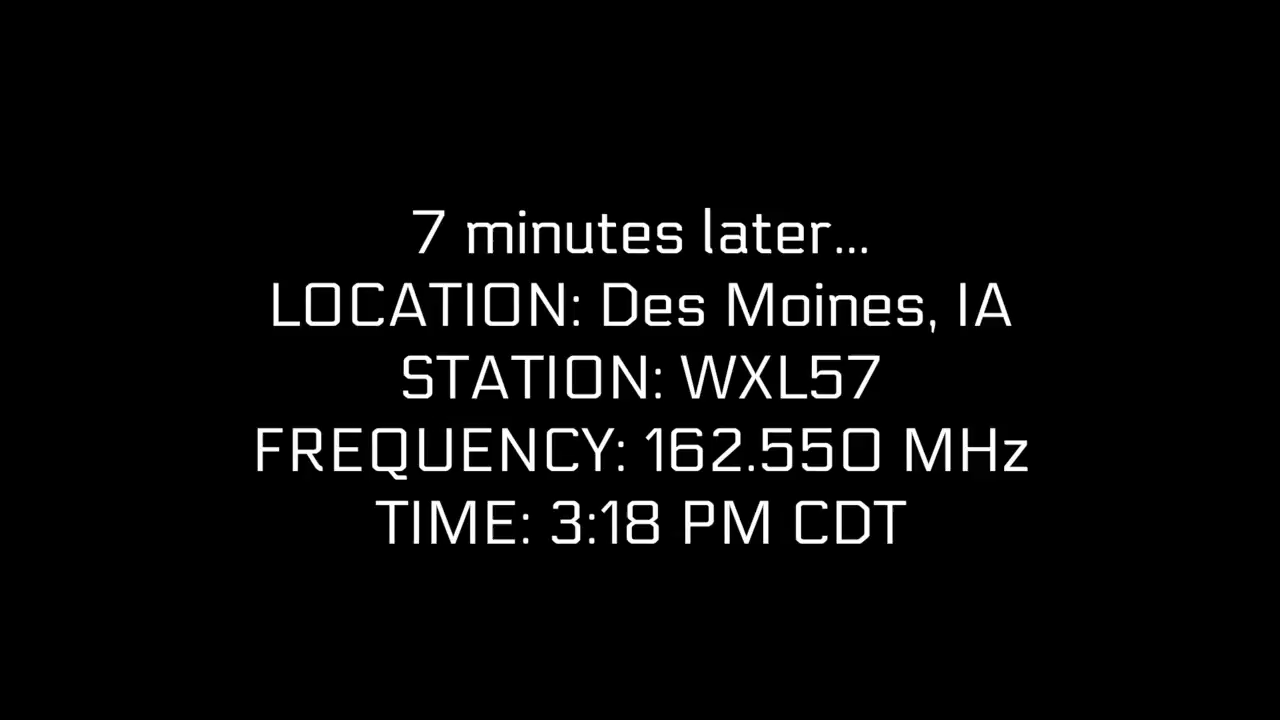 7 minutes later...
LOCATION: Des Moines, IA
STATION: WXL57
FREQUENCY: 162.550 MHz
TIME: 3:18 PM CDT